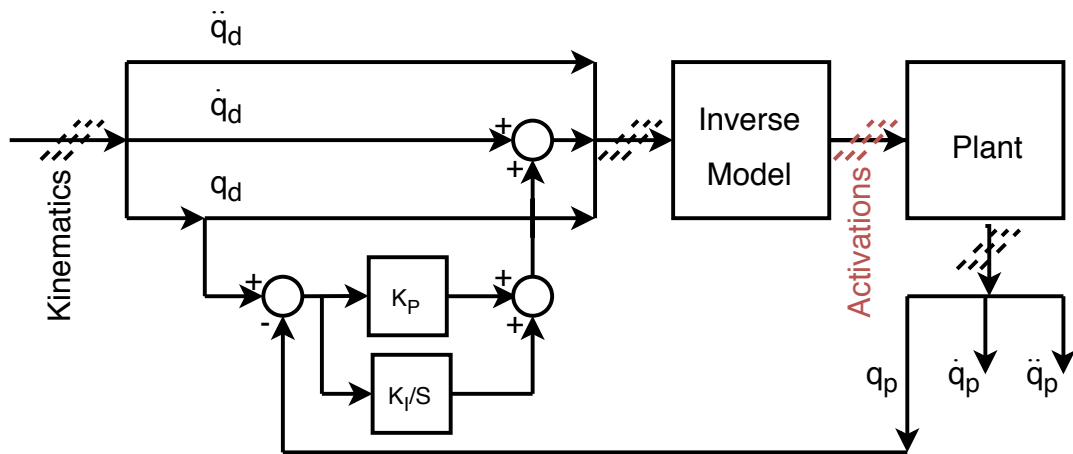 q̈d
q̇d
+
+
Inverse
Model
Plant
Kinematics
qd
Activations
+
-
KP
+
+
KI/S
qp
q̇p
q̈p